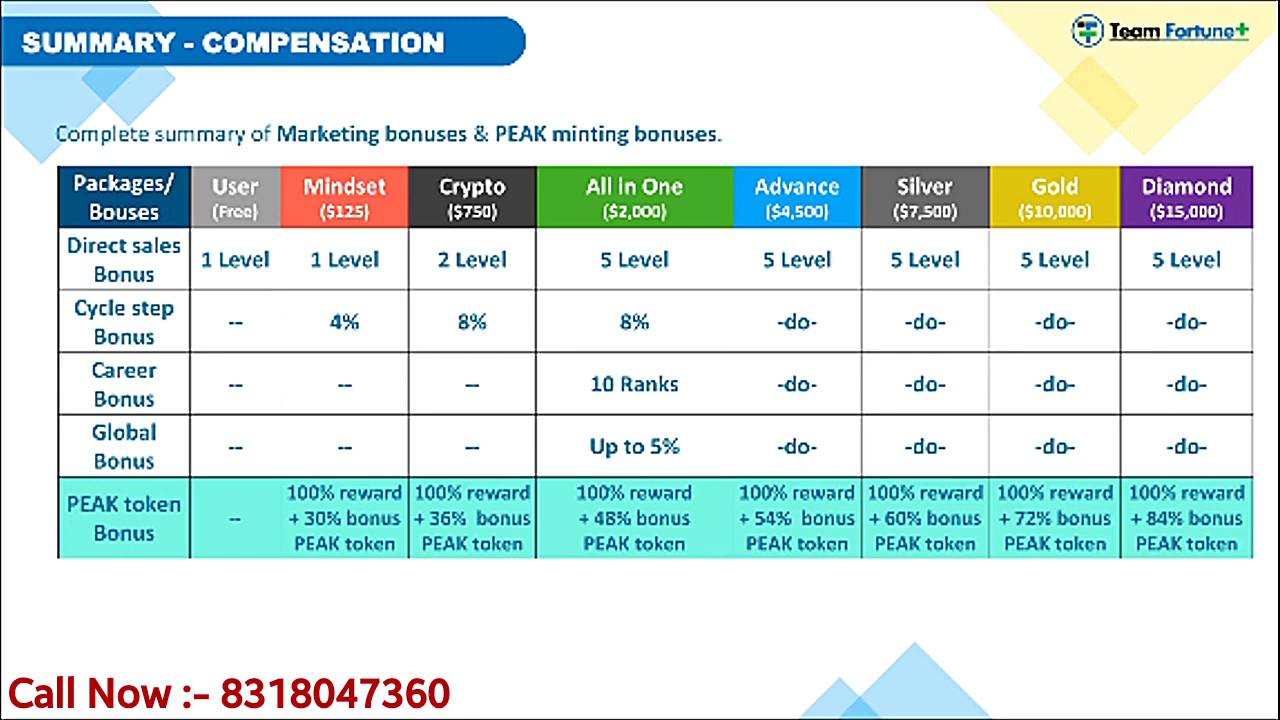 SUMMARY - COMPENSATION
Team Fortune+
Complete summary of Marketing bonuses & PEAK minting bonuses.
Packages/ Bouses
User (Free)
Mindset ($125)
Crypto ($750)
All in One ($2,000)
Advance ($4,500)
Silver ($7,500)
Gold ($10,000)
Diamond ($15,000)
Direct sales Bonus
1 Level
1 Level
2 Level
5 Level
5 Level
5 Level
5 Level
5 Level
Cycle step Bonus
--
4%
8%
8%
-do-
-do-
-do-
-do-
Career Bonus
--
--
--
10 Ranks
-do-
-do-
-do-
-do-
Global Bonus
--
--
--
Up to 5%
-do-
-do-
-do-
-do-
PEAK token Bonus
--
100% reward + 30% bonus PEAK token
100% reward + 36% bonus PEAK token
100% reward + 48% bonus PEAK token
100% reward + 54% bonus PEAK token
100% reward + 60% bonus PEAK token
100% reward + 72% bonus PEAK token
100% reward + 84% bonus PEAK token
Call Now :- 8318047360